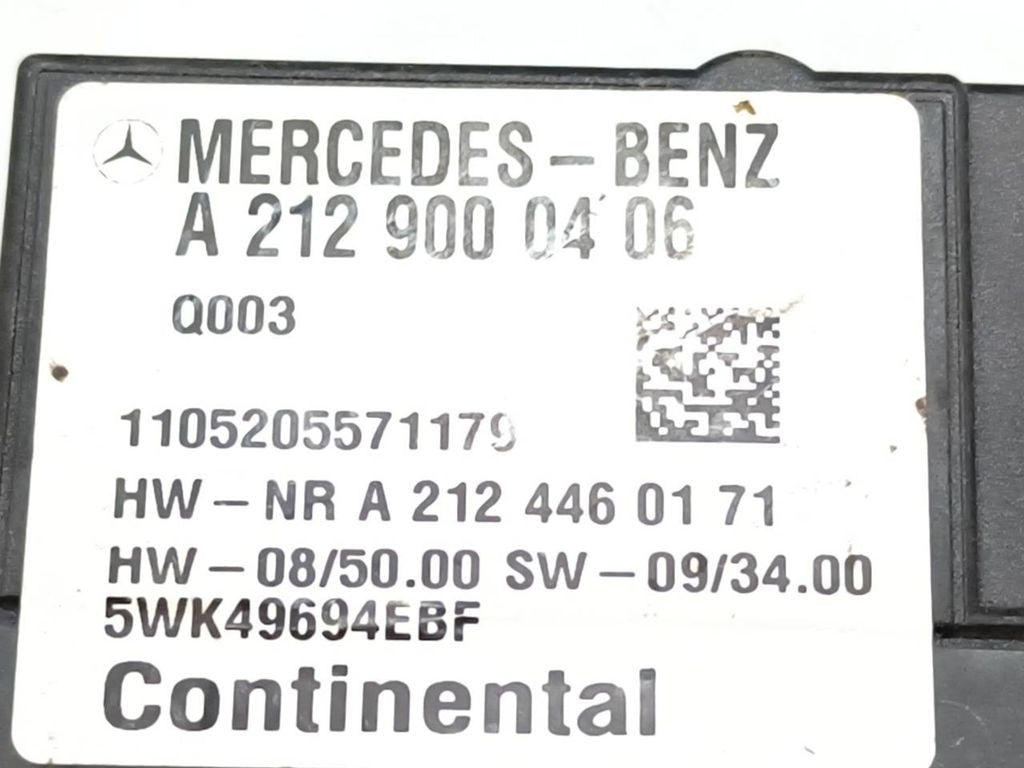 MERCEDES-BENZ
A 212 900 04 06
Q003
1105205571179
HW-NR A 212 446 01 71
HW-08/50.00 SW-09/34.00
5WK49694EBF
Continental